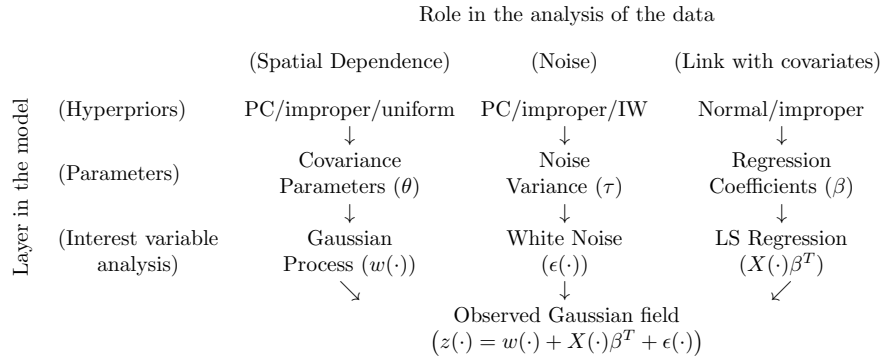 Role in the analysis of the data
(Spatial Dependence) (Noise) (Link with covariates)
Layer in the model
(Hyperpriors) PC/improper/uniform PC/improper/IW Normal/improper
↓ ↓ ↓
Covariance Noise Regression
(Parameters)
Parameters (θ) Variance (τ) Coefficients (β)
↓ ↓ ↓
(Interest variable Gaussian White Noise LS Regression
analysis) Process (w(·)) (ϵ(·)) (X(·)β^T)
↘ ↓ ↙
Observed Gaussian field
(z(·) = w(·) + X(·)β^T + ϵ(·))